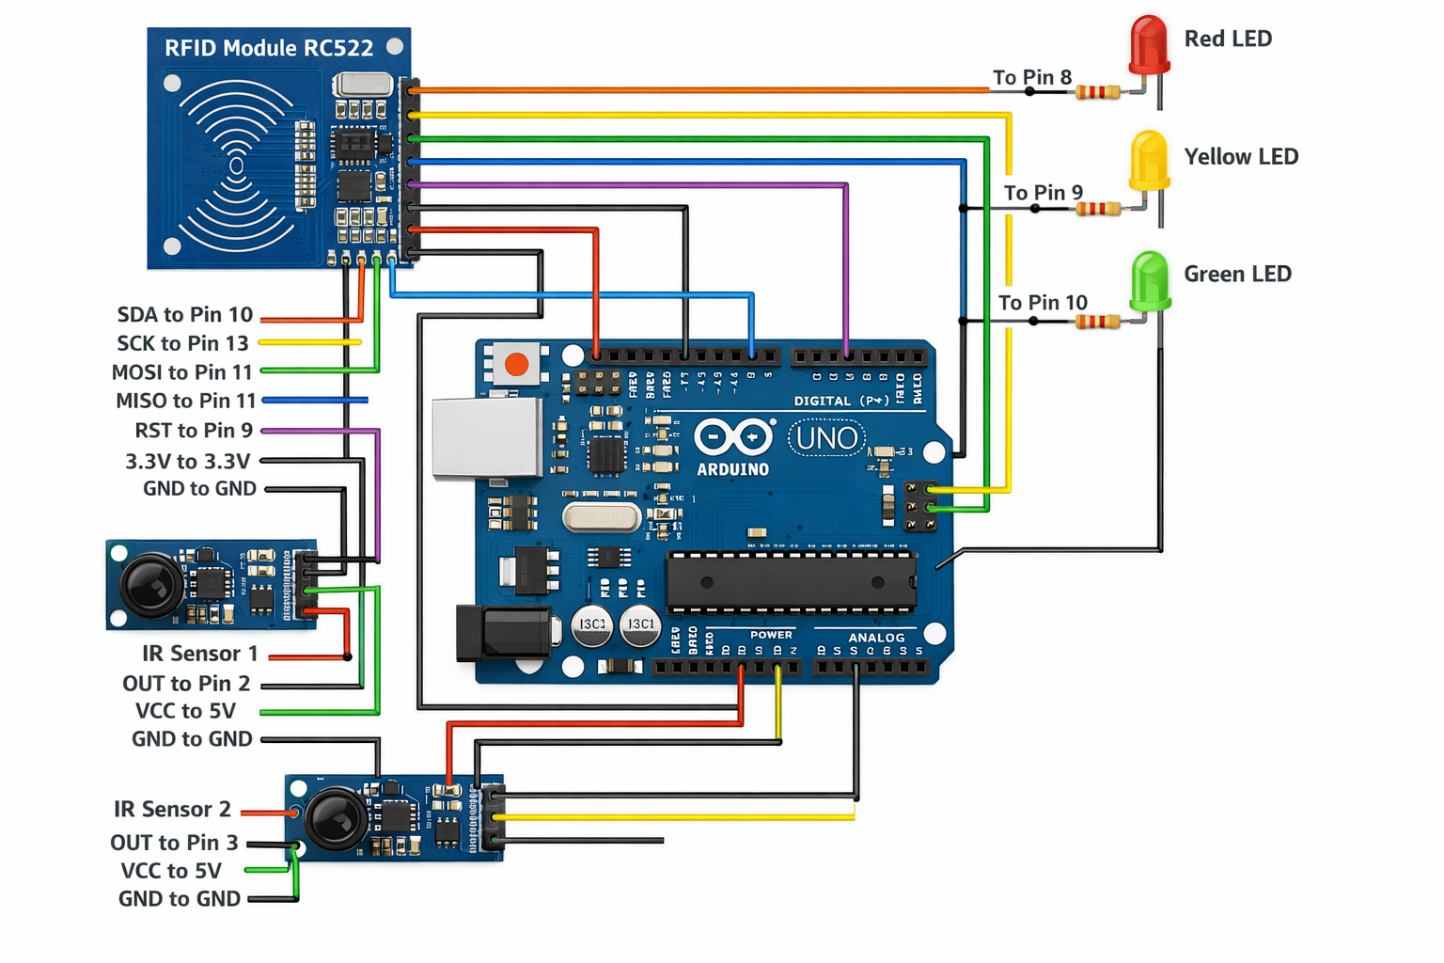 RFID Module RC522
Red LED
To Pin 8
Yellow LED
To Pin 9
Green LED
To Pin 10
SDA to Pin 10
SCK to Pin 13
MOSI to Pin 11
MISO to Pin 11
RST to Pin 9
3.3V to 3.3V
GND to GND
DIGITAL (P4)
UNO
ARDUINO
13C1
13C1
POWER
ANALOG
IR Sensor 1
OUT to Pin 2
VCC to 5V
GND to GND
IR Sensor 2
OUT to Pin 3
VCC to 5V
GND to GND